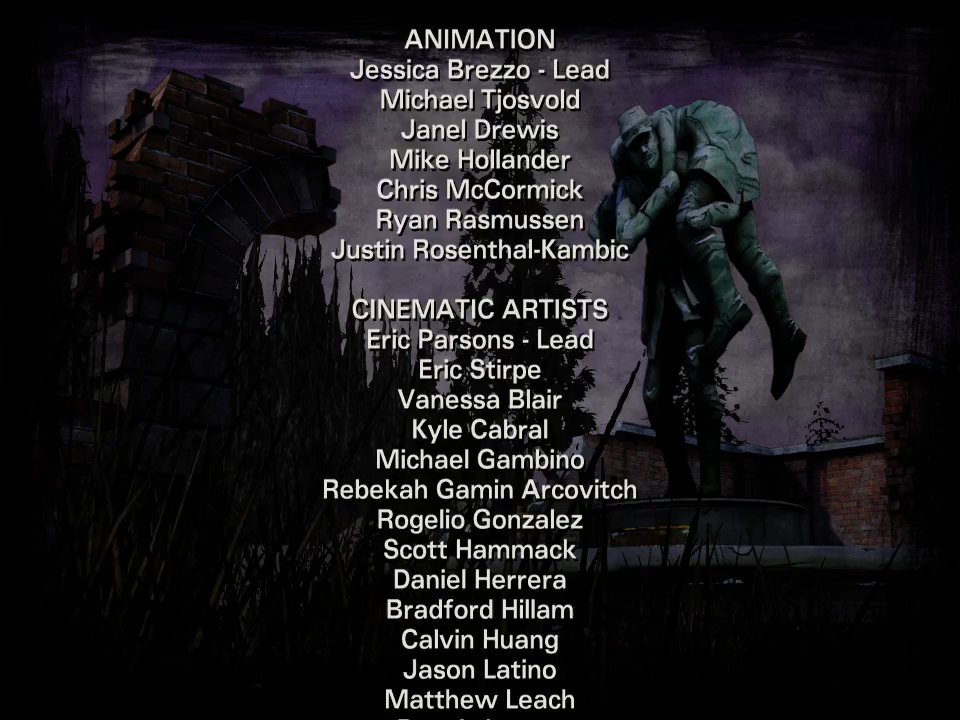 ANIMATION
Jessica Brezzo - Lead
Michael Tjosvold
Janel Drewis
Mike Hollander
Chris McCormick
Ryan Rasmussen
Justin Rosenthal-Kambic
CINEMATIC ARTISTS
Eric Parsons - Lead
Eric Stirpe
Vanessa Blair
Kyle Cabral
Michael Gambino
Rebekah Gamin Arcovitch
Rogelio Gonzalez
Scott Hammack
Daniel Herrera
Bradford Hillam
Calvin Huang
Jason Latino
Matthew Leach